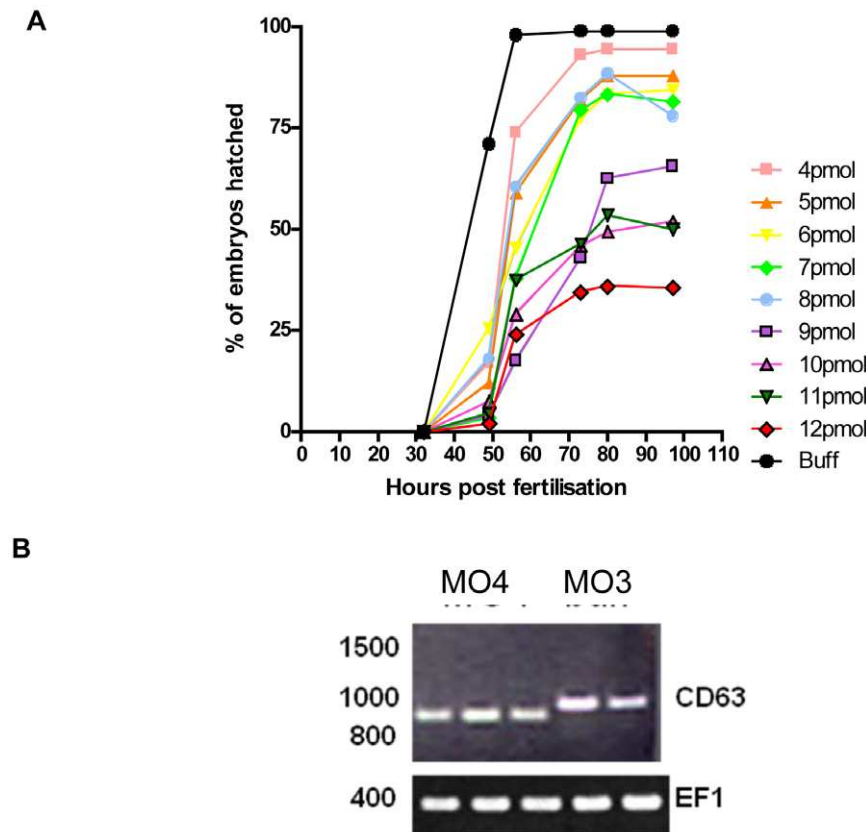 A
% of embryos hatched
100
75
50
25
0
0 10 20 30 40 50 60 70 80 90 100 110
Hours post fertilisation
4pmol
5pmol
6pmol
7pmol
8pmol
9pmol
10pmol
11pmol
12pmol
Buff
B
MO4 MO3
1500
1000
800
CD63
400
EF1